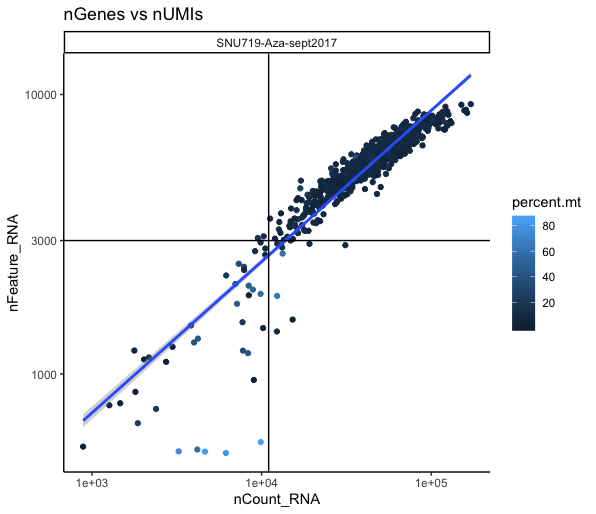 nGenes vs nUMIs
SNU719-Aza-sept2017
10000
3000
1000
nFeature_RNA
1e+03
1e+04
1e+05
nCount_RNA
percent.mt
80
60
40
20